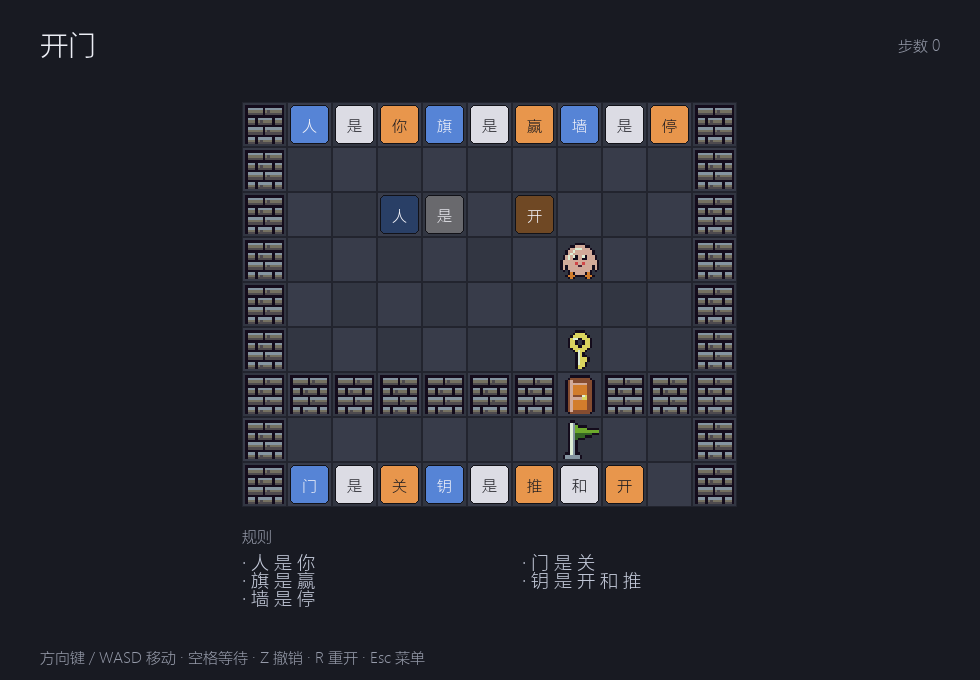 开门
步数 0
人 是 你 旗 是 赢 墙 是 停
人 是 开
门 是 关 钥 是 推 和 开
规则
· 人 是 你
· 旗 是 赢
· 墙 是 停
· 门 是 关
· 钥 是 开 和 推
方向键 / WASD 移动 · 空格等待 · Z 撤销 · R 重开 · Esc 菜单